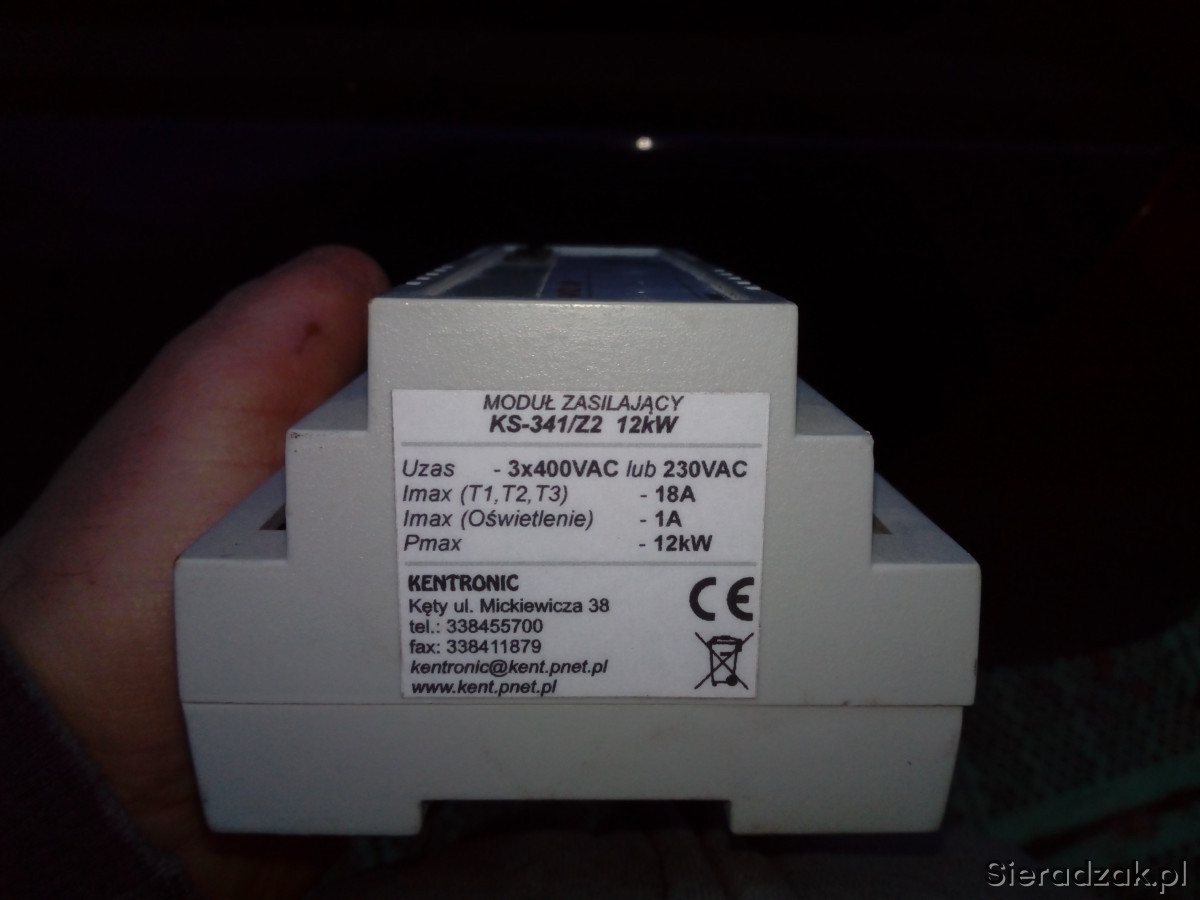 MODUŁ ZASILAJĄCY
KS-341/Z2 12kW
Uzas - 3x400VAC lub 230VAC
Imax (T1,T2,T3) - 18A
Imax (Oświetlenie) - 1A
Pmax - 12kW
KENTRONIC
Kęty ul. Mickiewicza 38
tel.: 338455700
fax: 338411879
kentronic@kent.pnet.pl
www.kent.pnet.pl
CE
Sieradzak.pl